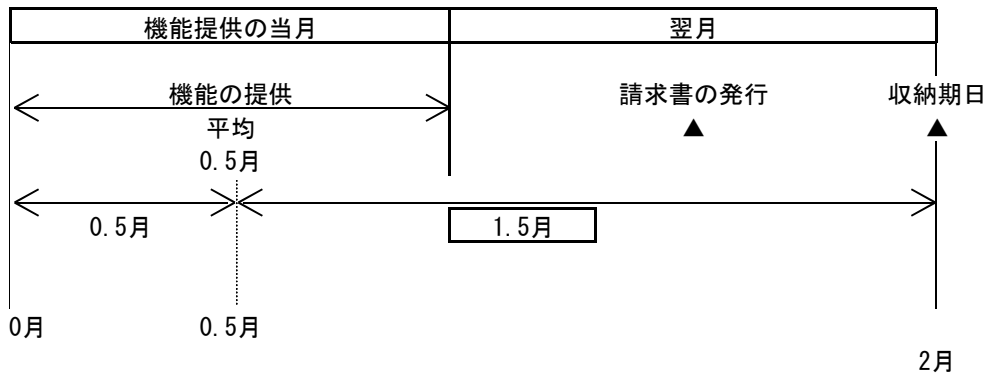 機能提供の当月 翌月
機能の提供 請求書の発行 収納期日
平均 ▲ ▲
0.5月
0.5月 1.5月
0月 0.5月
2月